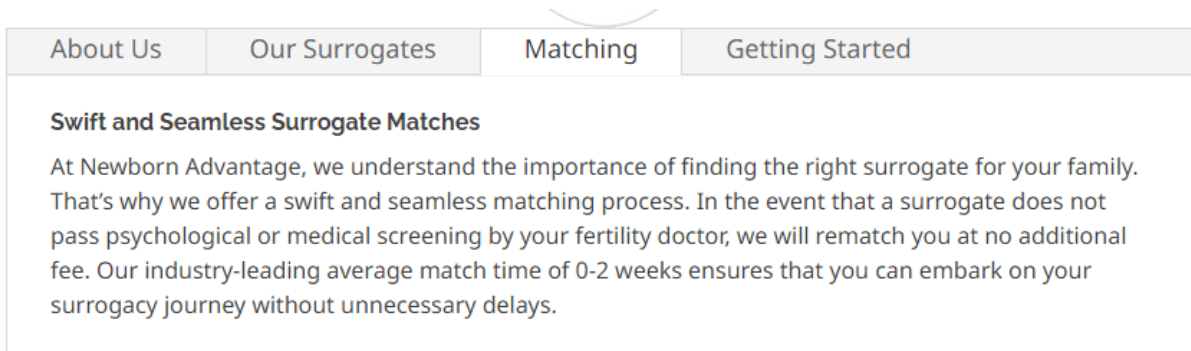 About Us Our Surrogates Matching Getting Started
Swift and Seamless Surrogate Matches
At Newborn Advantage, we understand the importance of finding the right surrogate for your family.
That’s why we offer a swift and seamless matching process. In the event that a surrogate does not
pass psychological or medical screening by your fertility doctor, we will rematch you at no additional
fee. Our industry-leading average match time of 0-2 weeks ensures that you can embark on your
surrogacy journey without unnecessary delays.